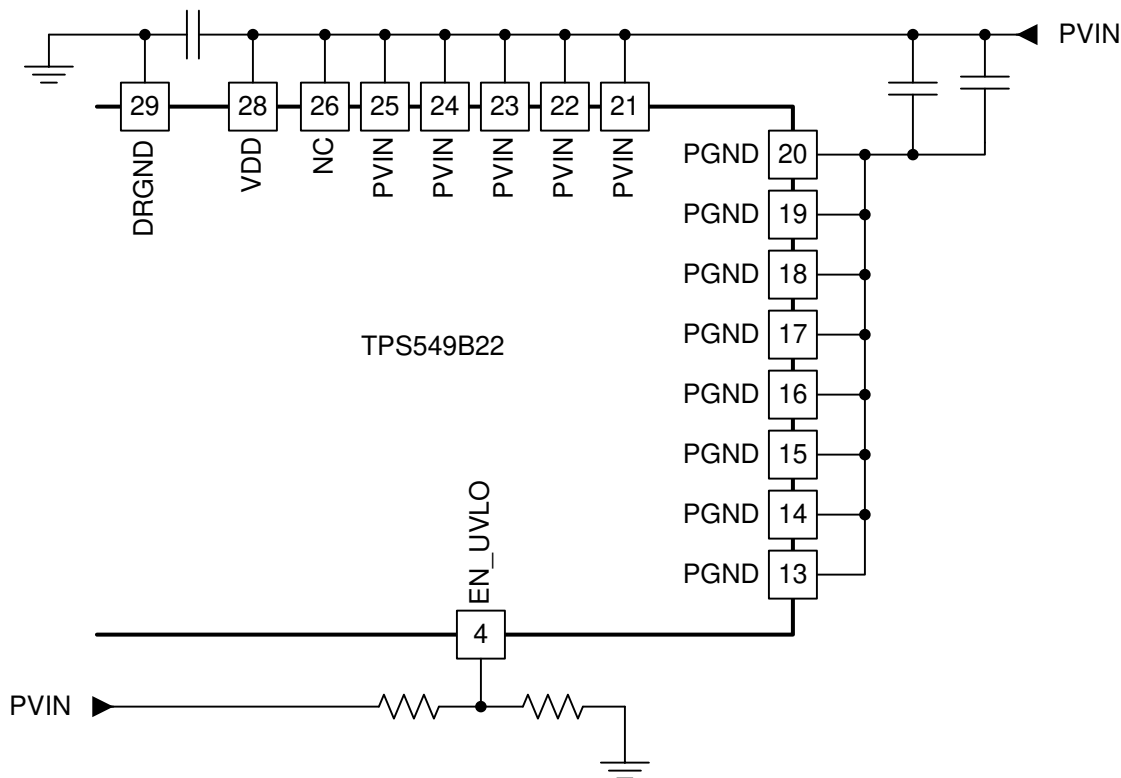 PVIN
29
28
26
25
24
23
22
21
DRGND
VDD
NC
PVIN
PVIN
PVIN
PVIN
PVIN
PGND 20
PGND 19
PGND 18
TPS549B22
PGND 17
PGND 16
PGND 15
PGND 14
PGND 13
EN_UVLO
4
PVIN